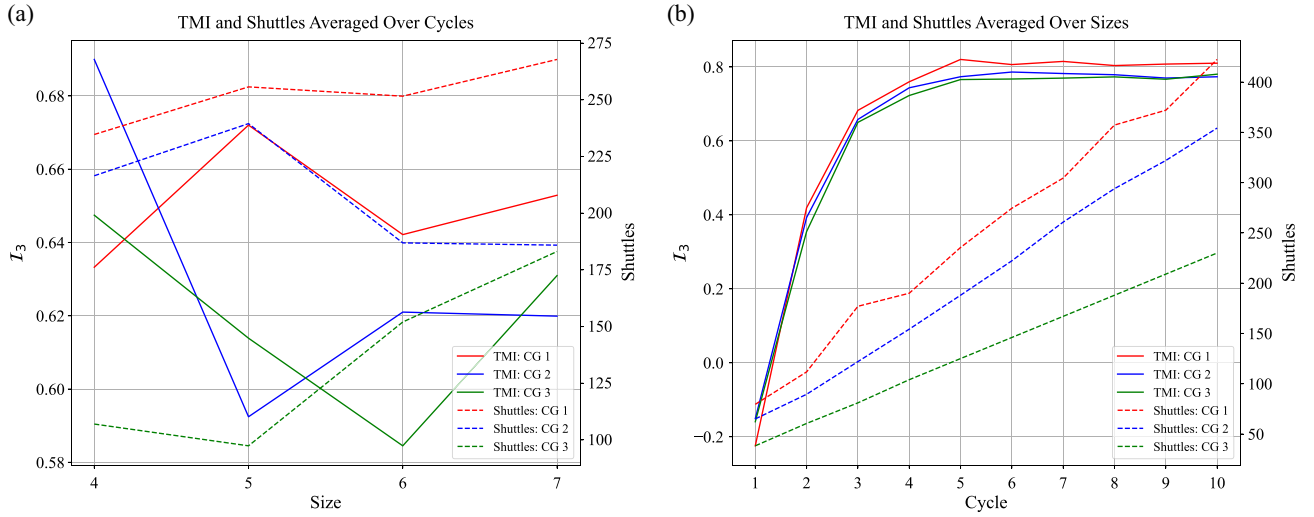 (a)
TMI and Shuttles Averaged Over Cycles
0.68
0.66
0.64
0.62
0.60
0.58
I₃
275
250
225
200
175
150
125
100
Shuttles
TMI: CG 1
TMI: CG 2
TMI: CG 3
Shuttles: CG 1
Shuttles: CG 2
Shuttles: CG 3
4 5 6 7
Size
(b)
TMI and Shuttles Averaged Over Sizes
0.8
0.6
0.4
0.2
0.0
−0.2
I₃
400
350
300
250
200
150
100
50
Shuttles
TMI: CG 1
TMI: CG 2
TMI: CG 3
Shuttles: CG 1
Shuttles: CG 2
Shuttles: CG 3
1 2 3 4 5 6 7 8 9 10
Cycle